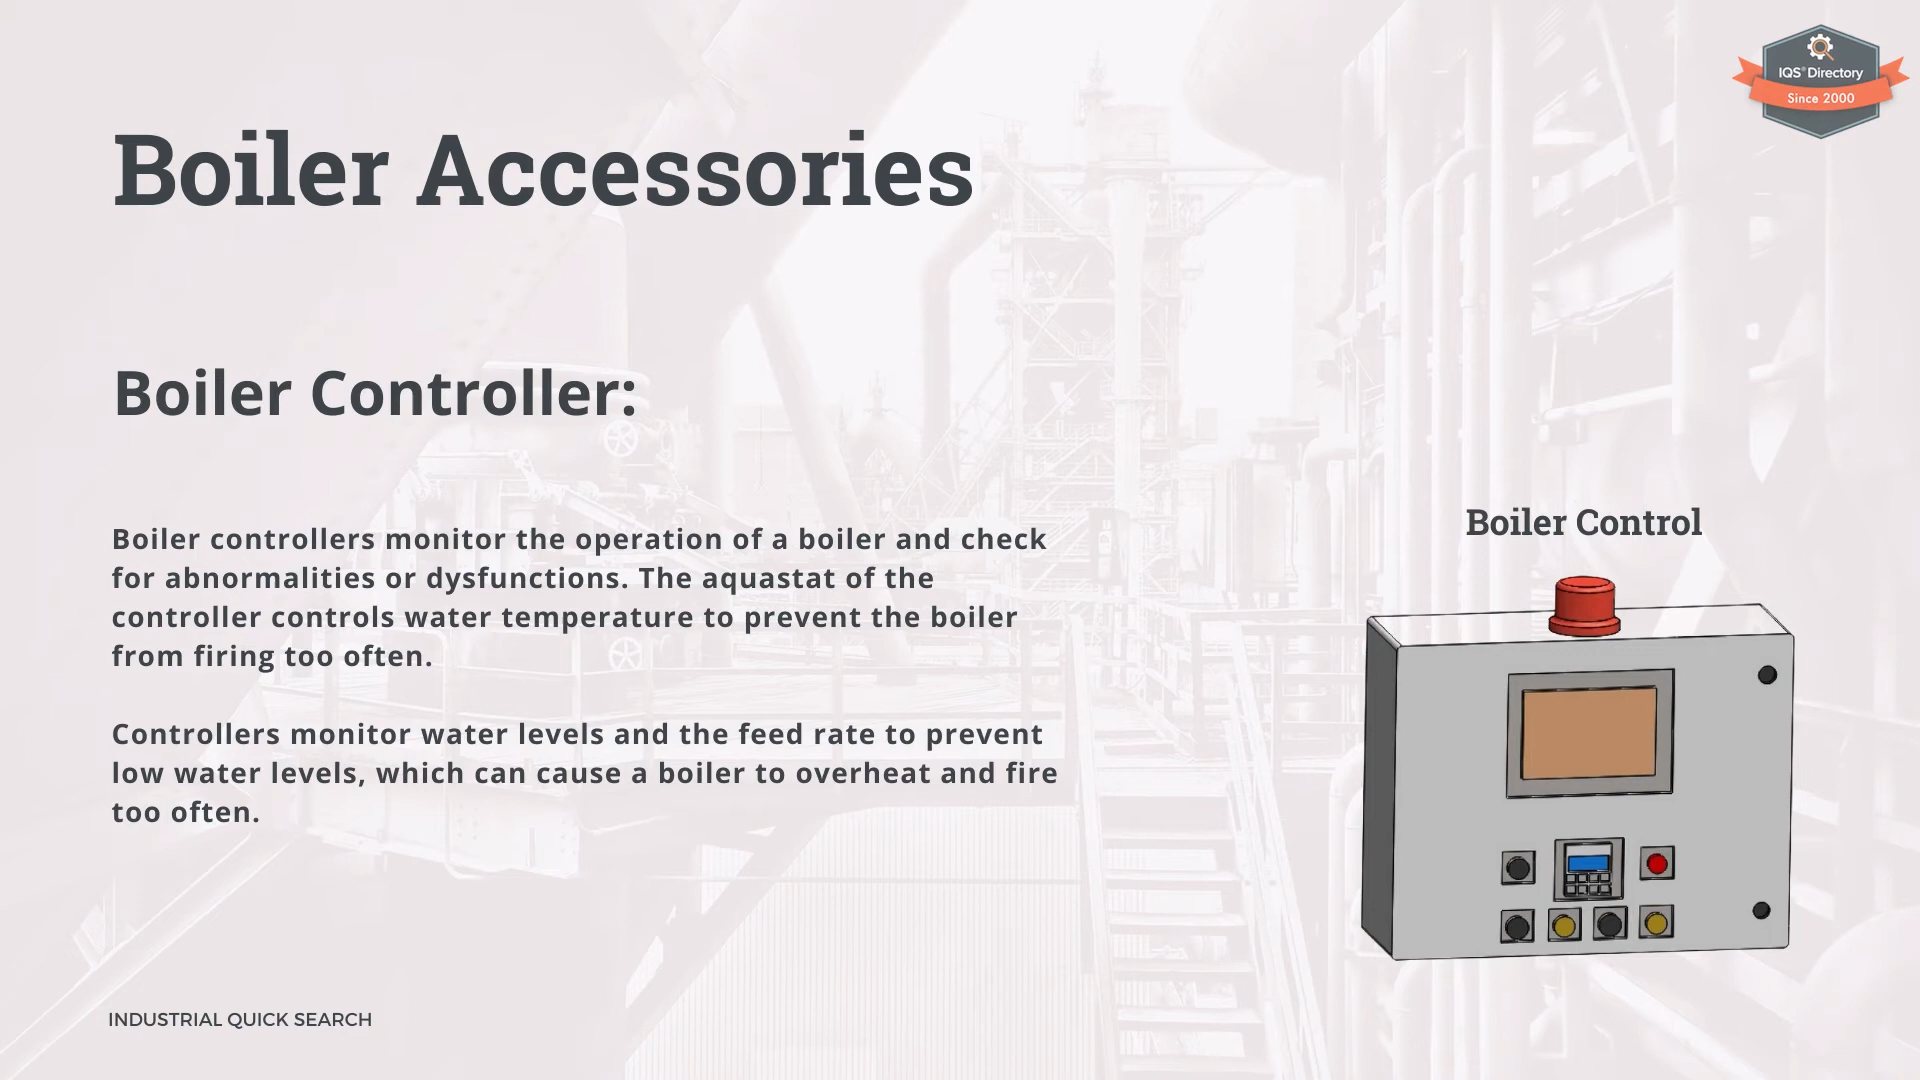 IQS® Directory
Since 2000
Boiler Accessories
Boiler Controller:
Boiler controllers monitor the operation of a boiler and check
for abnormalities or dysfunctions. The aquastat of the
controller controls water temperature to prevent the boiler
from firing too often.
Controllers monitor water levels and the feed rate to prevent
low water levels, which can cause a boiler to overheat and fire
too often.
Boiler Control
INDUSTRIAL QUICK SEARCH